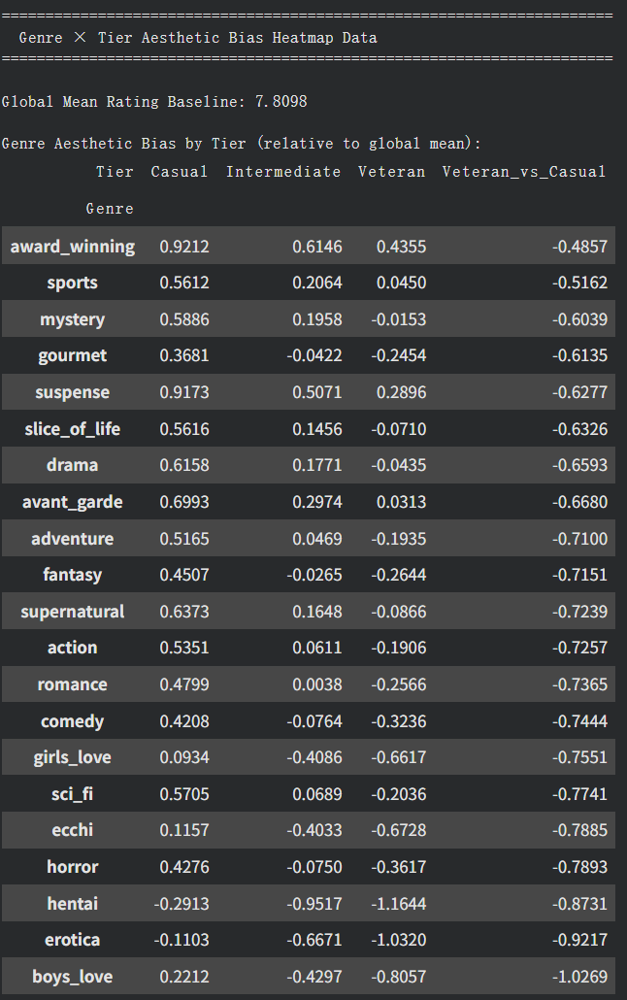 ======================================================================
Genre × Tier Aesthetic Bias Heatmap Data
======================================================================
Global Mean Rating Baseline: 7.8098
Genre Aesthetic Bias by Tier (relative to global mean):
Tier Casual Intermediate Veteran Veteran_vs_Casual
Genre
award_winning 0.9212 0.6146 0.4355 -0.4857
sports 0.5612 0.2064 0.0450 -0.5162
mystery 0.5886 0.1958 -0.0153 -0.6039
gourmet 0.3681 -0.0422 -0.2454 -0.6135
suspense 0.9173 0.5071 0.2896 -0.6277
slice_of_life 0.5616 0.1456 -0.0710 -0.6326
drama 0.6158 0.1771 -0.0435 -0.6593
avant_garde 0.6993 0.2974 0.0313 -0.6680
adventure 0.5165 0.0469 -0.1935 -0.7100
fantasy 0.4507 -0.0265 -0.2644 -0.7151
supernatural 0.6373 0.1648 -0.0866 -0.7239
action 0.5351 0.0611 -0.1906 -0.7257
romance 0.4799 0.0038 -0.2566 -0.7365
comedy 0.4208 -0.0764 -0.3236 -0.7444
girls_love 0.0934 -0.4086 -0.6617 -0.7551
sci_fi 0.5705 0.0689 -0.2036 -0.7741
ecchi 0.1157 -0.4033 -0.6728 -0.7885
horror 0.4276 -0.0750 -0.3617 -0.7893
hentai -0.2913 -0.9517 -1.1644 -0.8731
erotica -0.1103 -0.6671 -1.0320 -0.9217
boys_love 0.2212 -0.4297 -0.8057 -1.0269